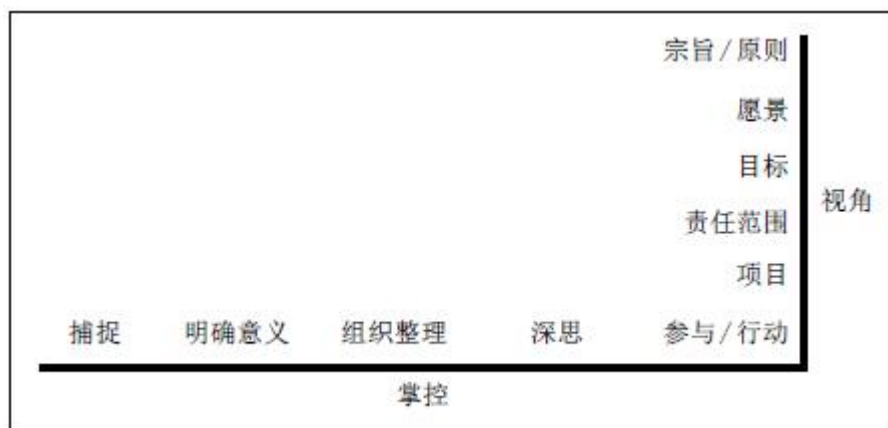 宗旨/原则
愿景
目标
视角
责任范围
项目
捕捉 明确意义 组织整理 深思 参与/行动
掌控